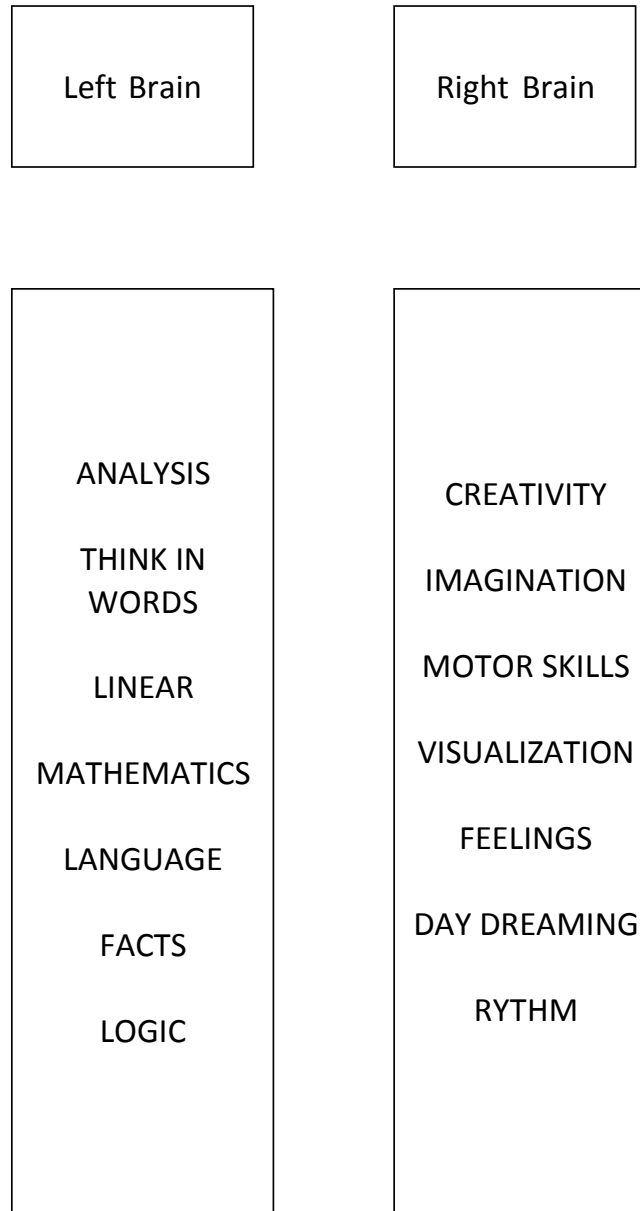 Left Brain
Right Brain
ANALYSIS
THINK IN
WORDS
LINEAR
MATHEMATICS
LANGUAGE
FACTS
LOGIC
CREATIVITY
IMAGINATION
MOTOR SKILLS
VISUALIZATION
FEELINGS
DAY DREAMING
RYTHM